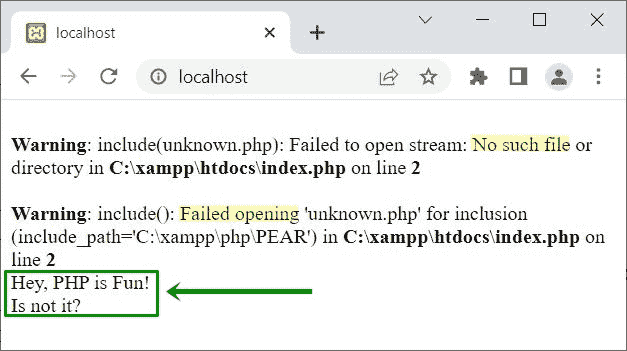 localhost
localhost
Warning: include(unknown.php): Failed to open stream: No such file or
directory in C:\xampp\htdocs\index.php on line 2
Warning: include(): Failed opening 'unknown.php' for inclusion
(include_path='C:\xampp\php\PEAR') in C:\xampp\htdocs\index.php on
line 2
Hey, PHP is Fun!
Is not it?